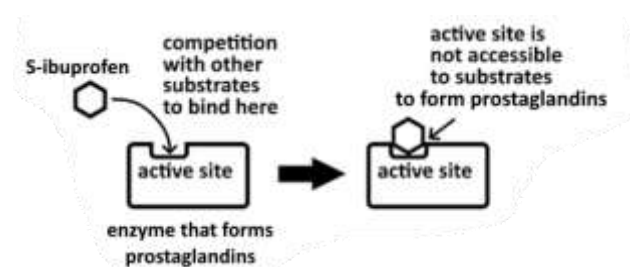 S-ibuprofen
competition
with other
substrates
to bind here
active site
enzyme that forms
prostaglandins
active site is
not accessible
to substrates
to form prostaglandins
active site